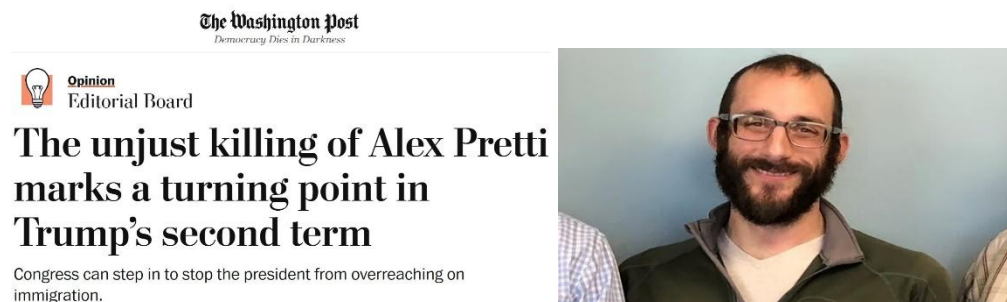 The Washington Post
Democracy Dies in Darkness
Opinion
Editorial Board
The unjust killing of Alex Pretti
marks a turning point in
Trump’s second term
Congress can step in to stop the president from overreaching on
immigration.